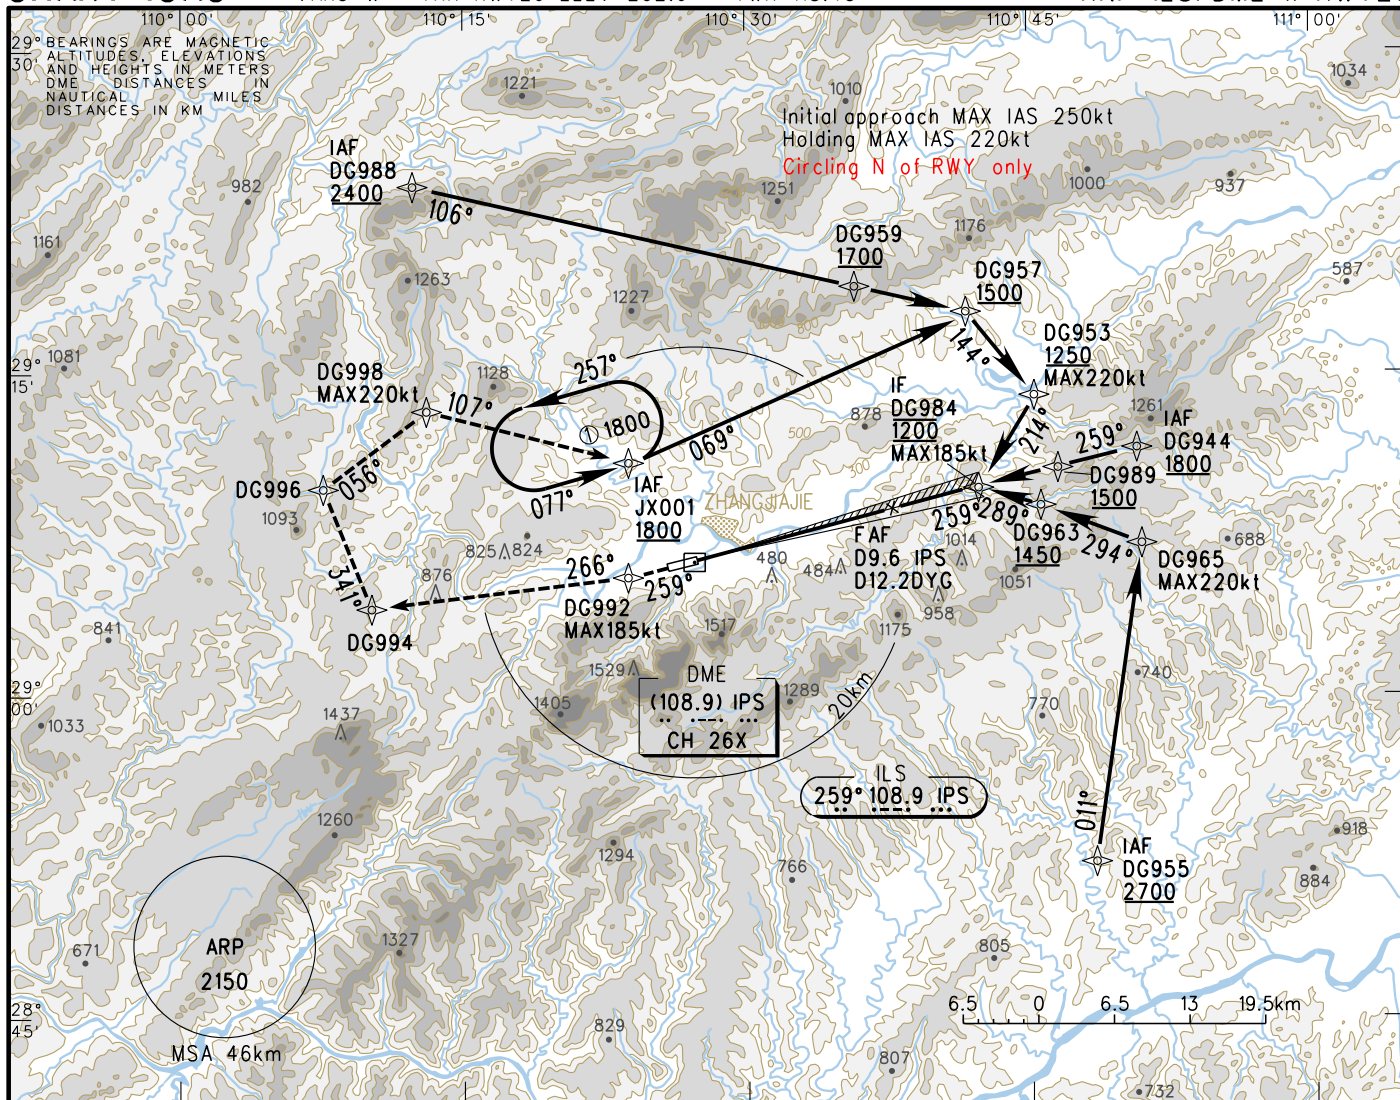 110° 00'
110° 15'
110° 30'
110° 45'
111° 00'
29°
30'
BEARINGS ARE MAGNETIC
ALTITUDES, ELEVATIONS
AND HEIGHTS IN METERS
DME DISTANCES IN
NAUTICAL MILES
DISTANCES IN KM
1221
1010
1034
Initial approach MAX IAS 250kt
Holding MAX IAS 220kt
Circling N of RWY only
IAF
DG988
2400
106°
982
1251
1000
937
1161
1263
1227
DG959
1700
1176
DG957
1500
587
144°
DG953
1250
MAX220kt
29°
15'
1081
DG998
MAX220kt
1128
257°
107°
1800
069°
878
500
300
IF
DG984
1200
MAX185kt
214°
1261
259°
IAF
DG944
1800
DG989
1500
DG996
056°
1093
077°
IAF
JX001
1800
ZHANGJIAJIE
259°
289°
DG963
1450
294°
688
DG965
MAX220kt
825
824
FAF
D9.6 IPS
D12.2DYG
1014
1051
480
484
958
341°
876
266°
259°
DG992
MAX185kt
DG994
841
1517
1175
1529
DME
(108.9) IPS
CH 26X
1405
1289
20km
740
770
29°
00'
1033
1437
ILS
259° 108.9 IPS
011°
1260
1294
766
IAF
DG955
2700
918
884
ARP
2150
671
1327
805
6.5 0 6.5 13 19.5km
28°
45'
MSA 46km
829
807
732